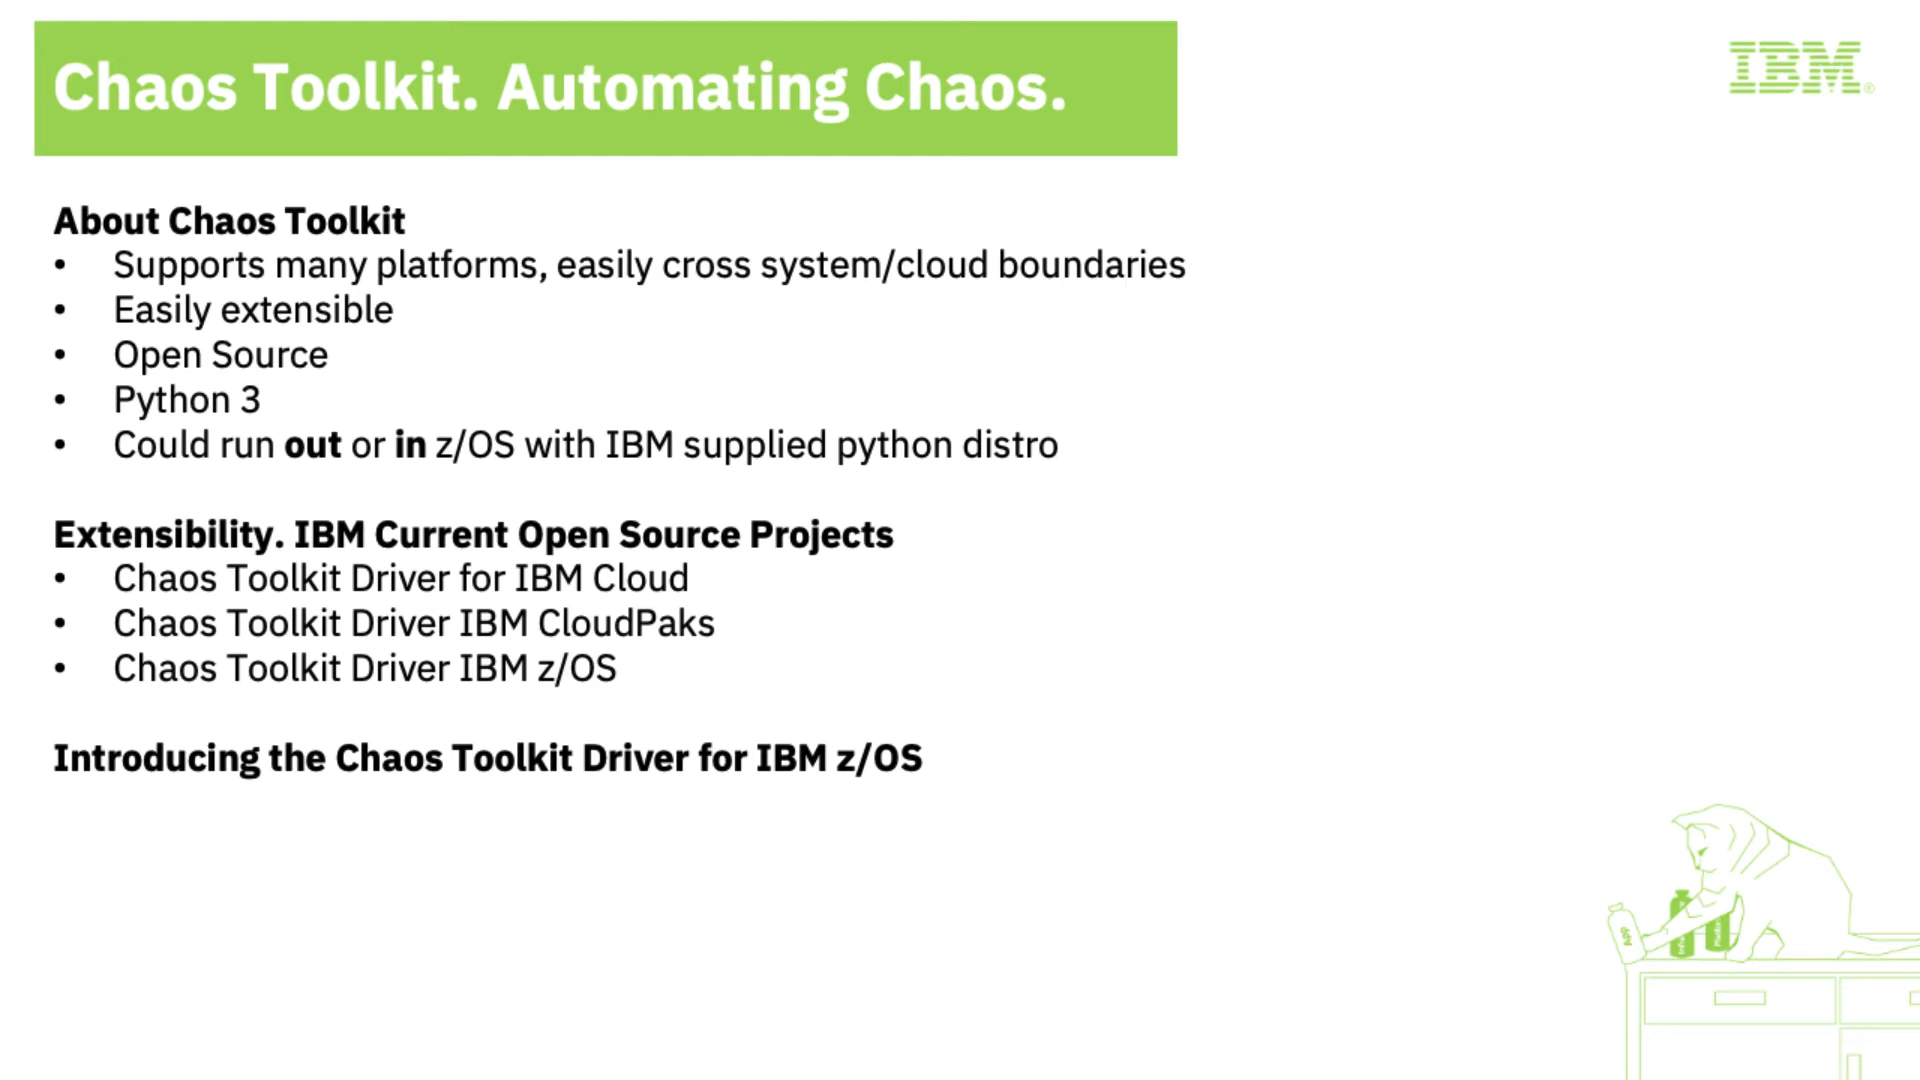 Chaos Toolkit. Automating Chaos.
IBM®
About Chaos Toolkit
• Supports many platforms, easily cross system/cloud boundaries
• Easily extensible
• Open Source
• Python 3
• Could run out or in z/OS with IBM supplied python distro
Extensibility. IBM Current Open Source Projects
• Chaos Toolkit Driver for IBM Cloud
• Chaos Toolkit Driver IBM CloudPaks
• Chaos Toolkit Driver IBM z/OS
Introducing the Chaos Toolkit Driver for IBM z/OS
App